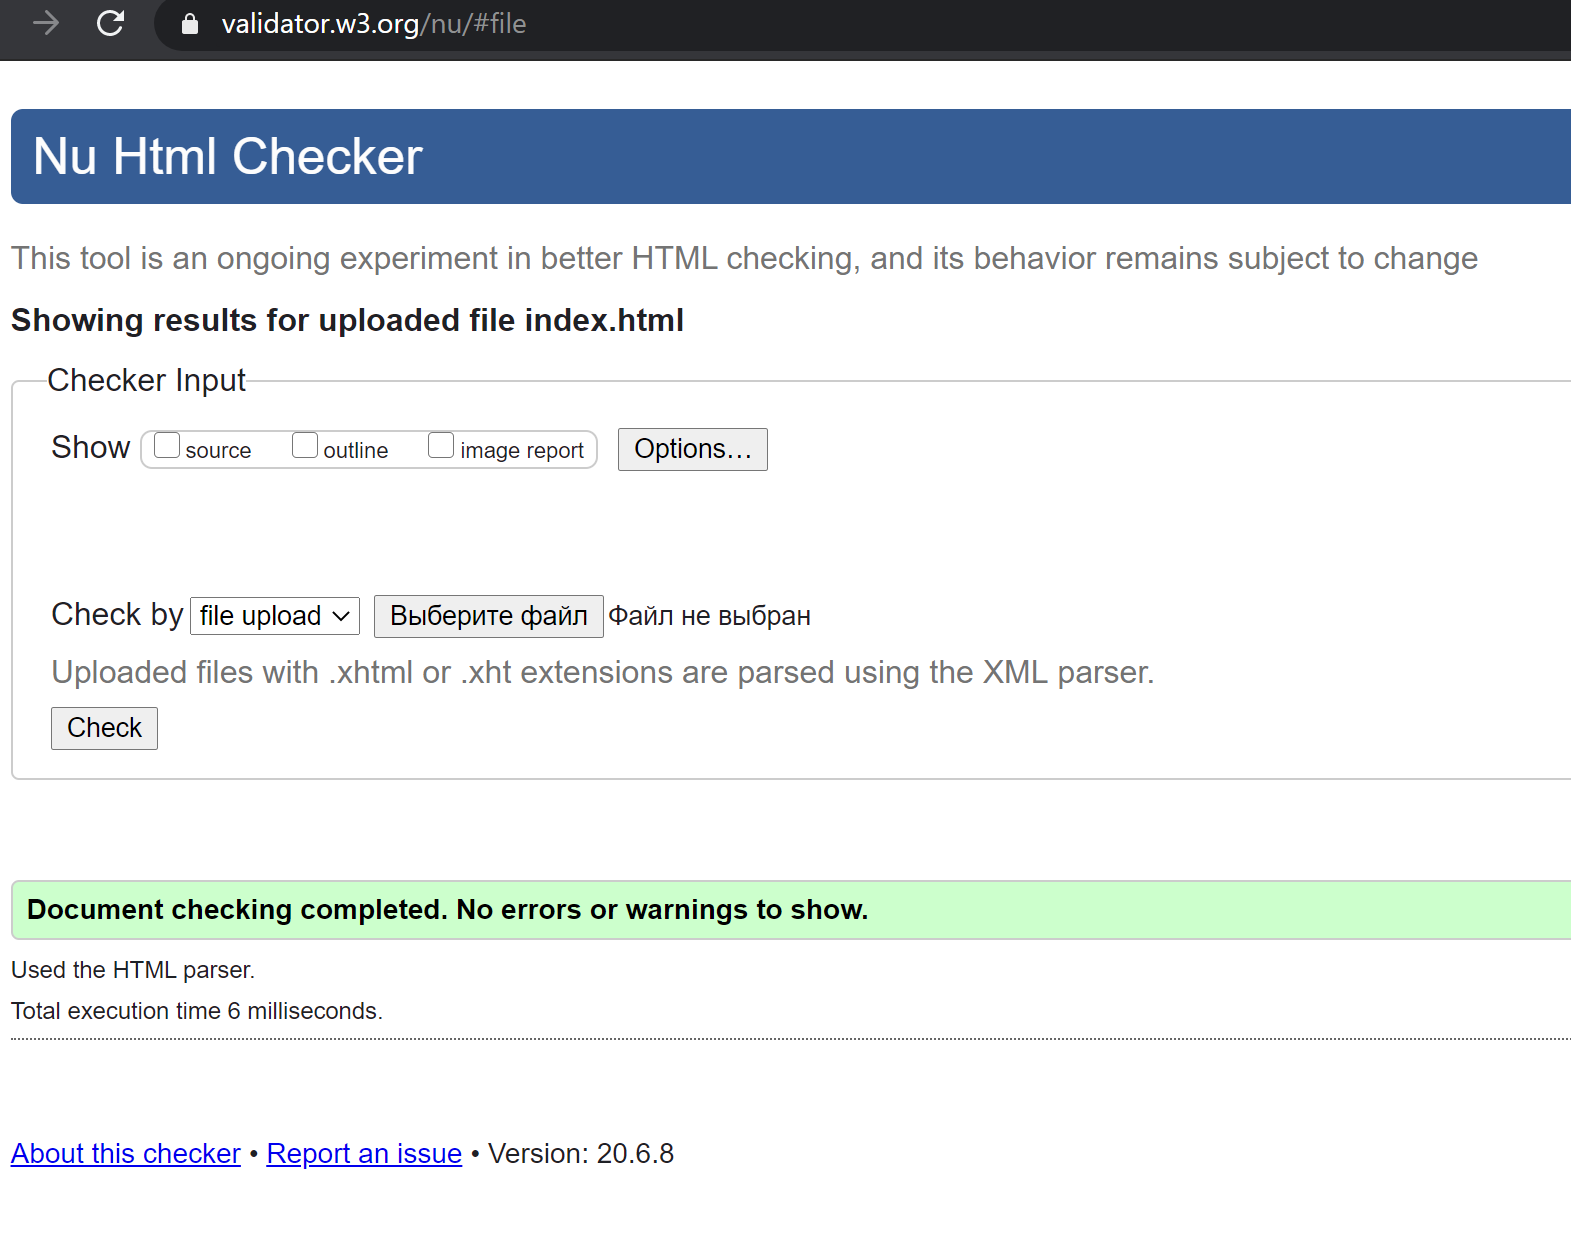 validator.w3.org/nu/#file
Nu Html Checker
This tool is an ongoing experiment in better HTML checking, and its behavior remains subject to change
Showing results for uploaded file index.html
Checker Input
Show source outline image report Options…
Check by file upload Выберите файл Файл не выбран
Uploaded files with .xhtml or .xht extensions are parsed using the XML parser.
Check
Document checking completed. No errors or warnings to show.
Used the HTML parser.
Total execution time 6 milliseconds.
About this checker • Report an issue • Version: 20.6.8